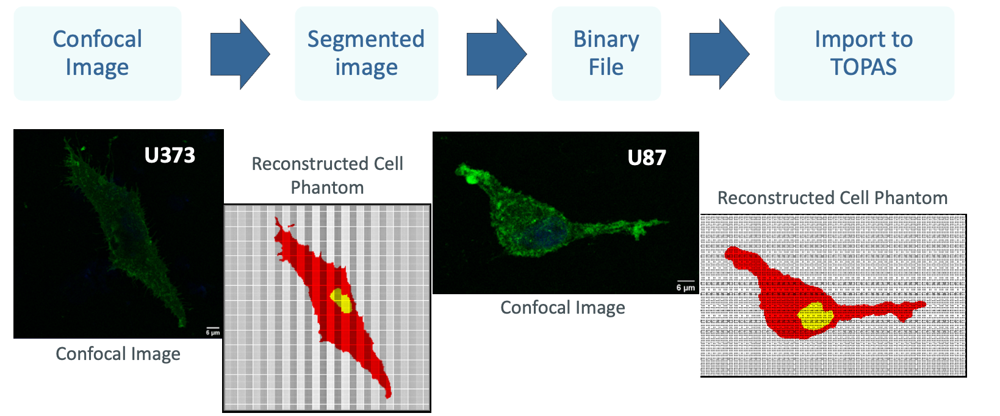 Confocal
Image
Segmented
image
Binary
File
Import to
TOPAS
U373
6 µm
Confocal Image
Reconstructed Cell
Phantom
U87
6 µm
Confocal Image
Reconstructed Cell Phantom